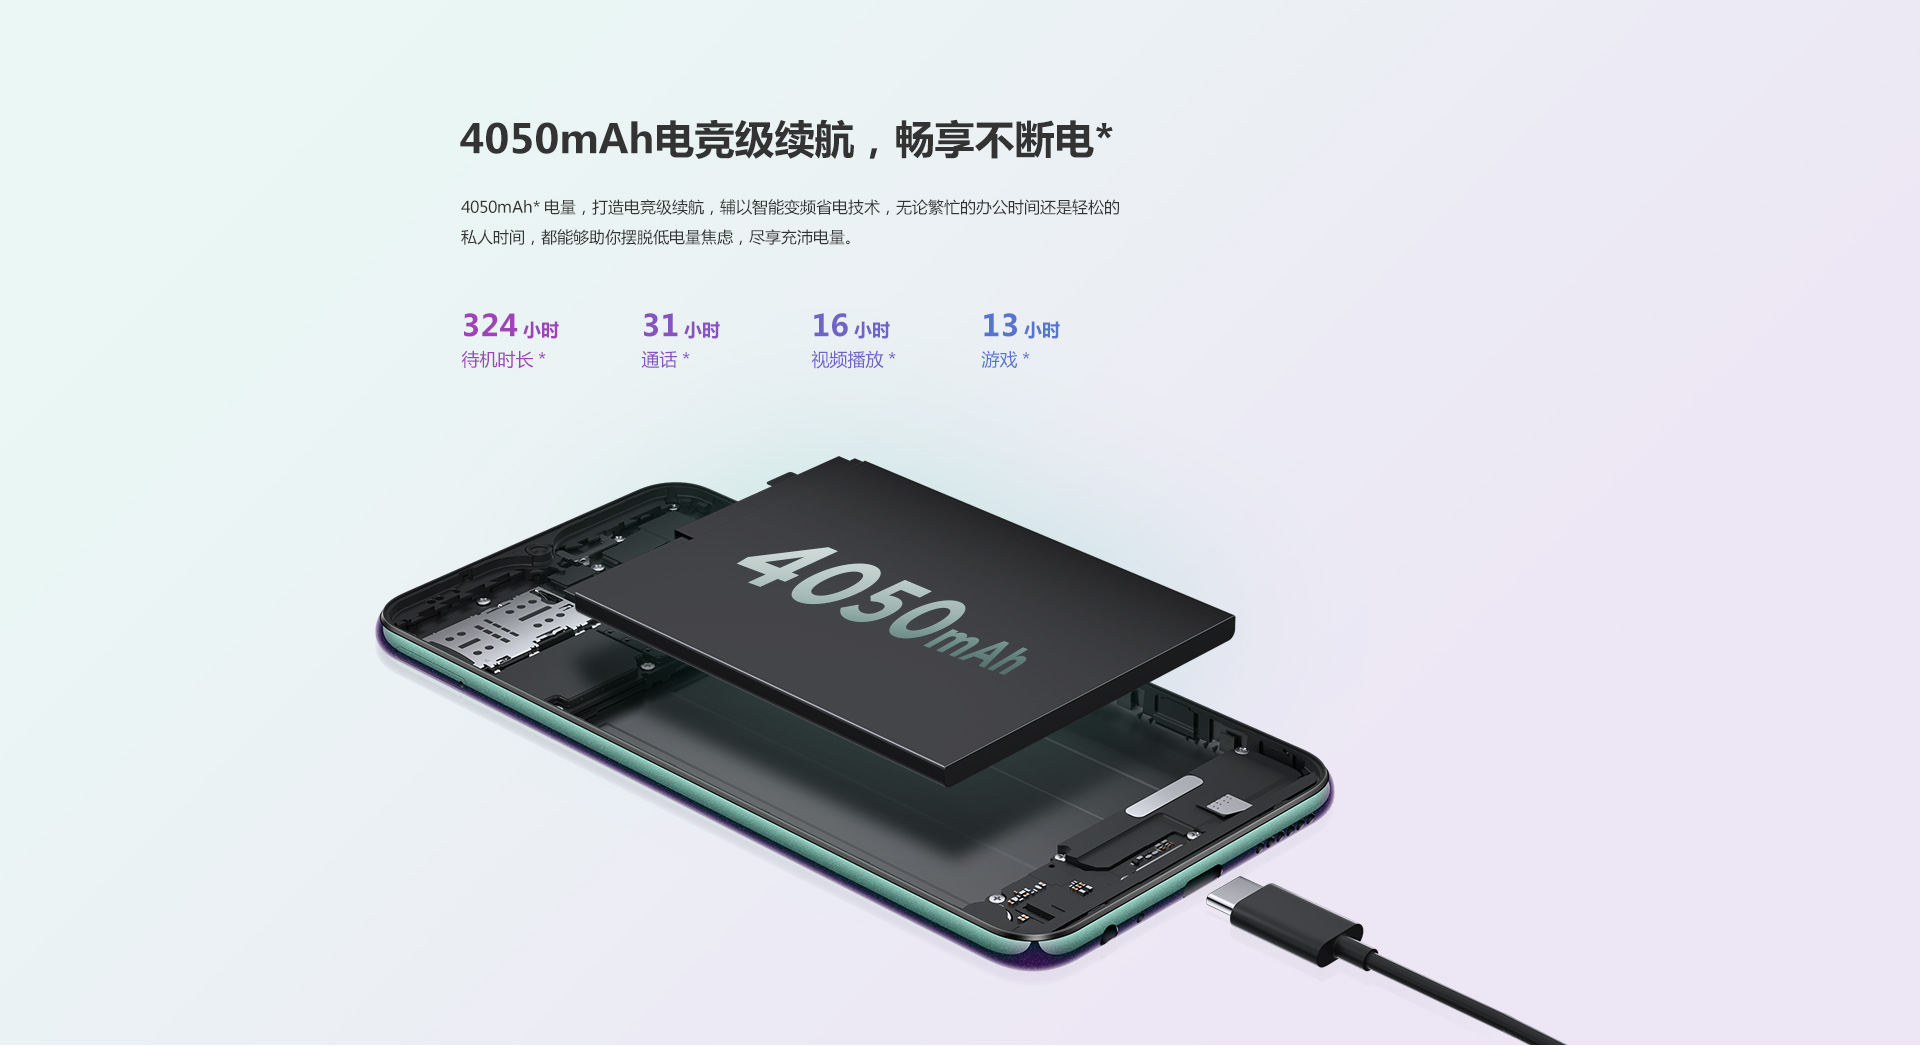 4050mAh电竞级续航，畅享不断电*
4050mAh* 电量，打造电竞级续航，辅以智能变频省电技术，无论繁忙的办公时间还是轻松的
私人时间，都能够助你摆脱低电量焦虑，尽享充沛电量。
324 小时 31 小时 16 小时 13 小时
待机时长 * 通话 * 视频播放 * 游戏 *
4050mAh